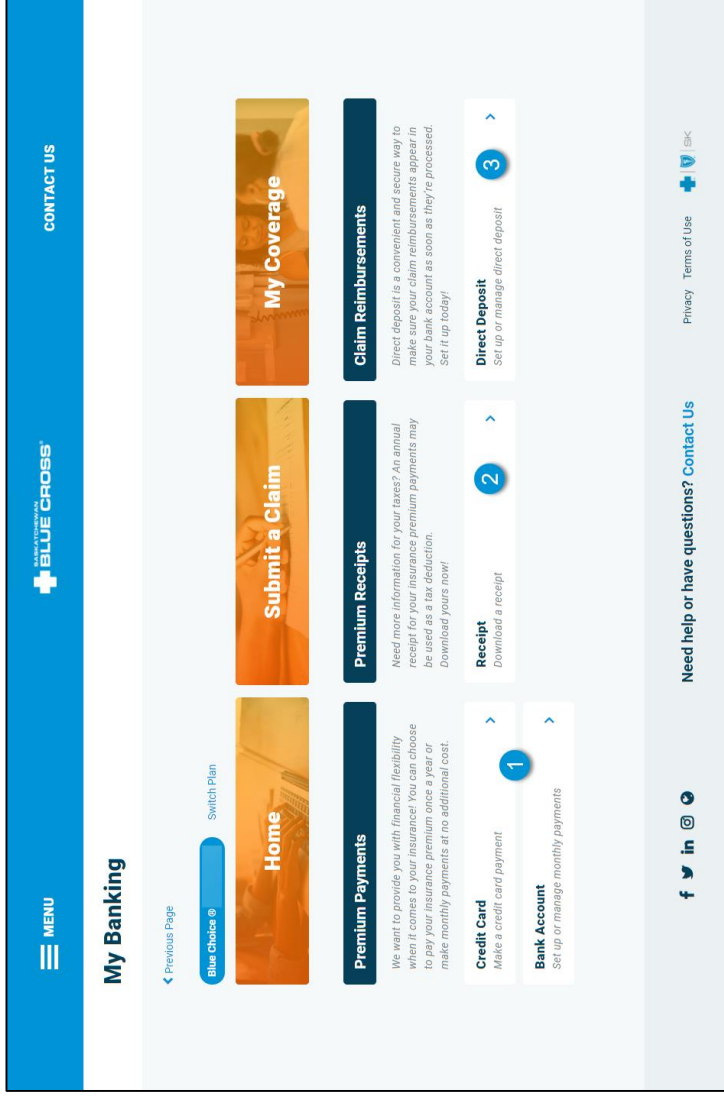 MENU
SASKATCHEWAN
BLUE CROSS®
CONTACT US
My Banking
Previous Page
Blue Choice ®
Switch Plan
Home
Submit a Claim
My Coverage
Premium Payments
We want to provide you with financial flexibility
when it comes to your insurance! You can choose
to pay your insurance premium once a year or
make monthly payments at no additional cost.
Credit Card
Make a credit card payment
1
Bank Account
Set up or manage monthly payments
Premium Receipts
Need more information for your taxes? An annual
receipt for your insurance premium payments may
be used as a tax deduction.
Download yours now!
Receipt
Download a receipt
2
Claim Reimbursements
Direct deposit is a convenient and secure way to
make sure your claim reimbursements appear in
your bank account as soon as they're processed.
Set it up today!
Direct Deposit
Set up or manage direct deposit
3
Need help or have questions? Contact Us
Privacy Terms of Use
SK